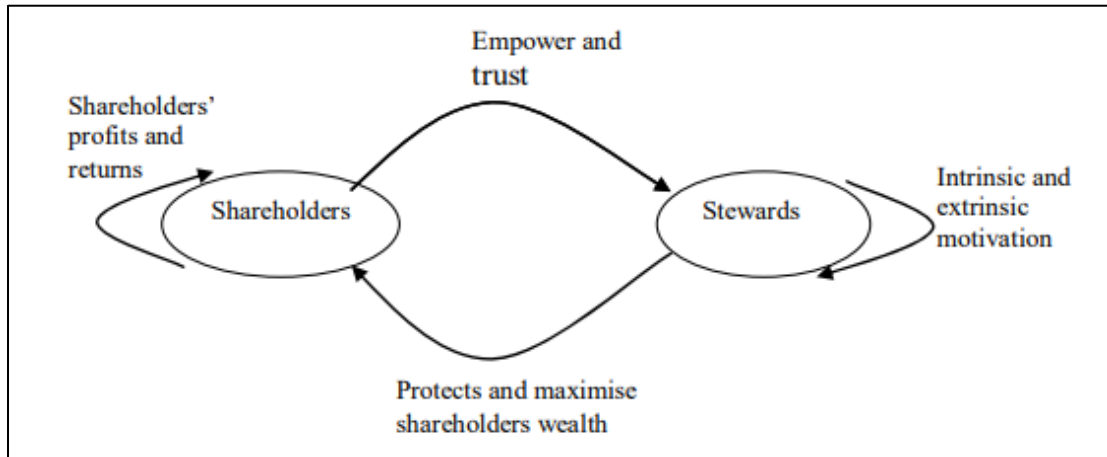 Empower and
trust
Shareholders’
profits and
returns
Shareholders
Stewards
Intrinsic and
extrinsic
motivation
Protects and maximise
shareholders wealth